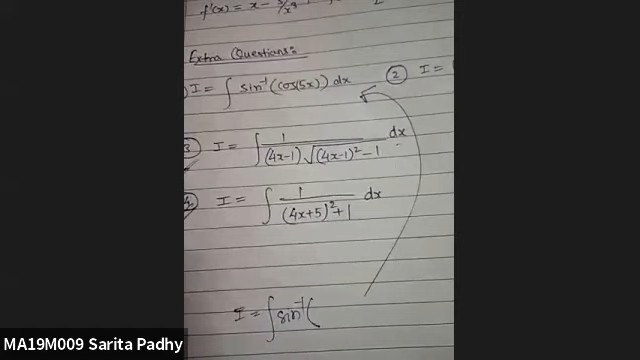 f'(x) = x -
Extra Questions:-
I = ∫ sin⁻¹(cos(5x)) dx ② I =
③ I = ∫ 1/((4x-1)√((4x-1)²-1)) dx
I = ∫ 1/((4x+5)²+1) dx
I = ∫ sin⁻¹(
MA19M009 Sarita Padhy